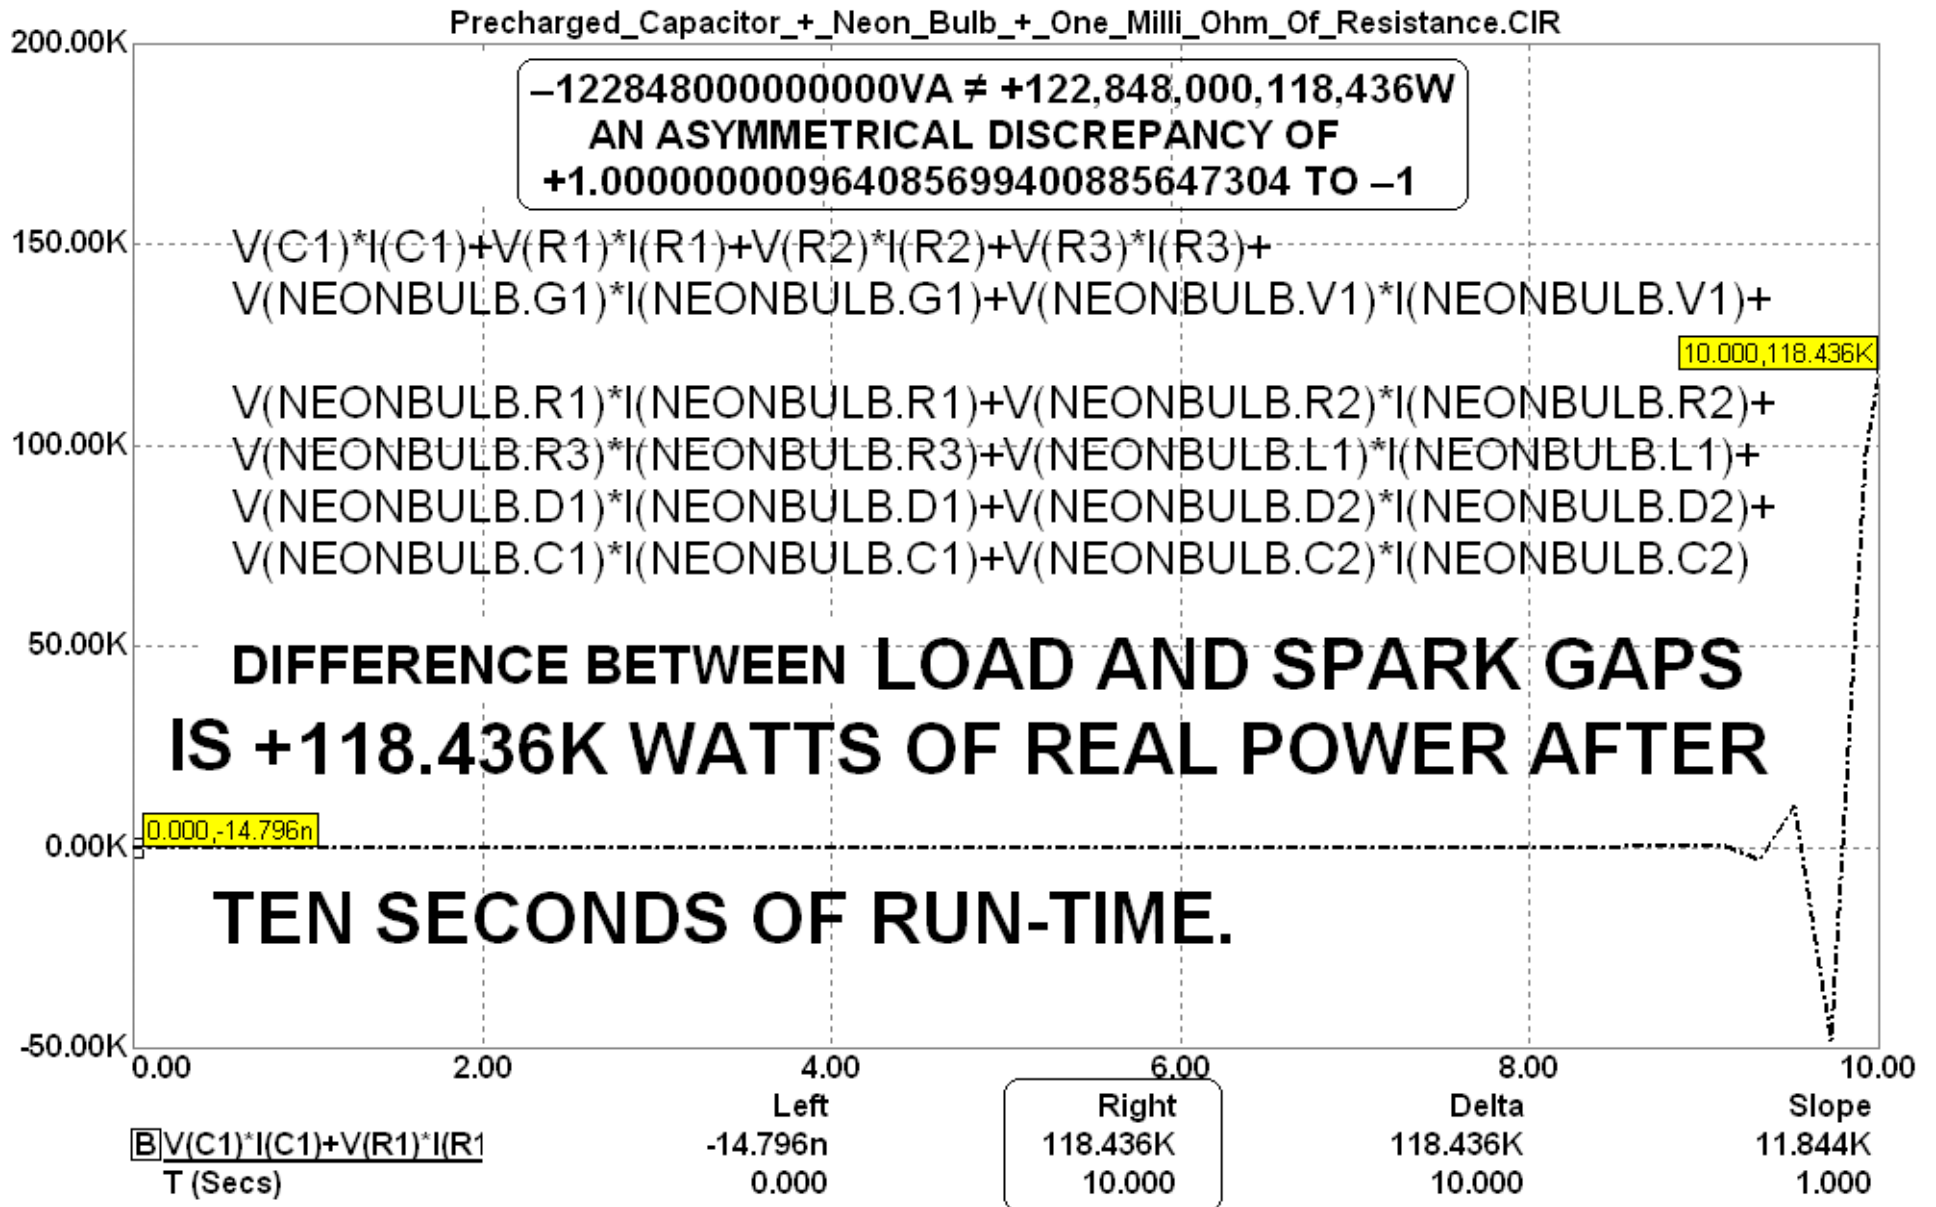 Precharged_Capacitor_+_Neon_Bulb_+_One_Milli_Ohm_Of_Resistance.CIR
200.00K
–122848000000000VA ≠ +122,848,000,118,436W
AN ASYMMETRICAL DISCREPANCY OF
+1.00000000096408569940088564​7304 TO –1
150.00K
V(C1)*I(C1)+V(R1)*I(R1)+V(R2)*I(R2)+V(R3)*I(R3)+
V(NEONBULB.G1)*I(NEONBULB.G1)+V(NEONBULB.V1)*I(NEONBULB.V1)+
10.000,118.436K
V(NEONBULB.R1)*I(NEONBULB.R1)+V(NEONBULB.R2)*I(NEONBULB.R2)+
100.00K
V(NEONBULB.R3)*I(NEONBULB.R3)+V(NEONBULB.L1)*I(NEONBULB.L1)+
V(NEONBULB.D1)*I(NEONBULB.D1)+V(NEONBULB.D2)*I(NEONBULB.D2)+
V(NEONBULB.C1)*I(NEONBULB.C1)+V(NEONBULB.C2)*I(NEONBULB.C2)
50.00K
DIFFERENCE BETWEEN LOAD AND SPARK GAPS
IS +118.436K WATTS OF REAL POWER AFTER
0.000,-14.796n
0.00K
TEN SECONDS OF RUN-TIME.
-50.00K
0.00 2.00 4.00 6.00 8.00 10.00
Left Right Delta Slope
B V(C1)*I(C1)+V(R1)*I(R1 -14.796n 118.436K 118.436K 11.844K
T (Secs) 0.000 10.000 10.000 1.000